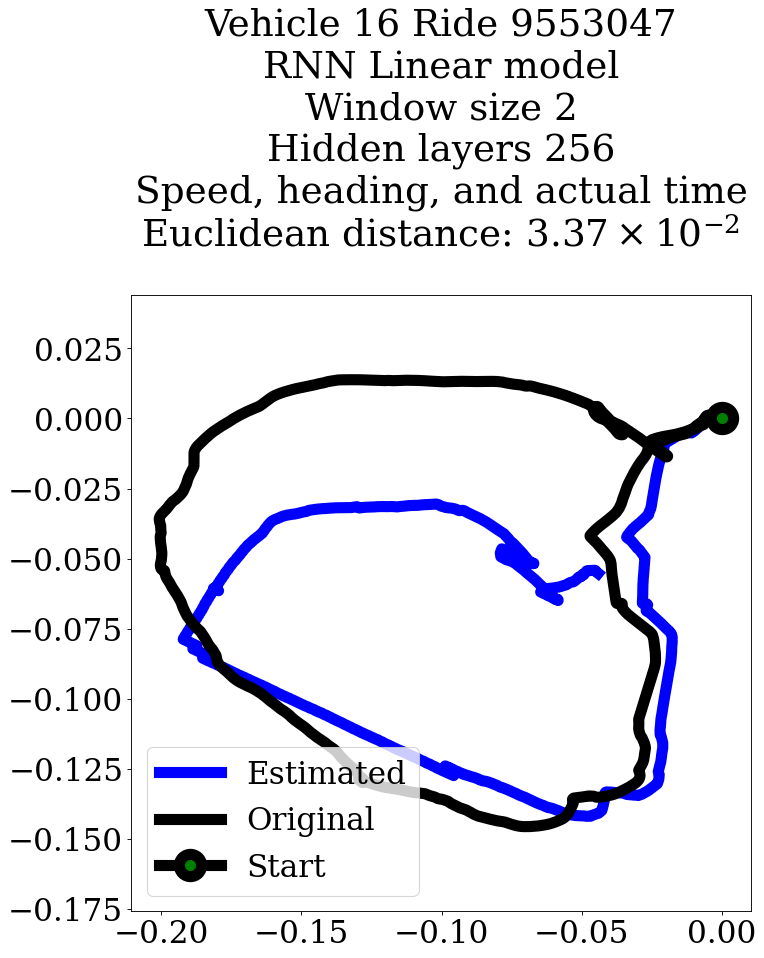 Vehicle 16 Ride 9553047
RNN Linear model
Window size 2
Hidden layers 256
Speed, heading, and actual time
Euclidean distance: 3.37 × 10⁻²
0.025
0.000
−0.025
−0.050
−0.075
−0.100
−0.125
−0.150
−0.175
Estimated
Original
Start
−0.20 −0.15 −0.10 −0.05 0.00